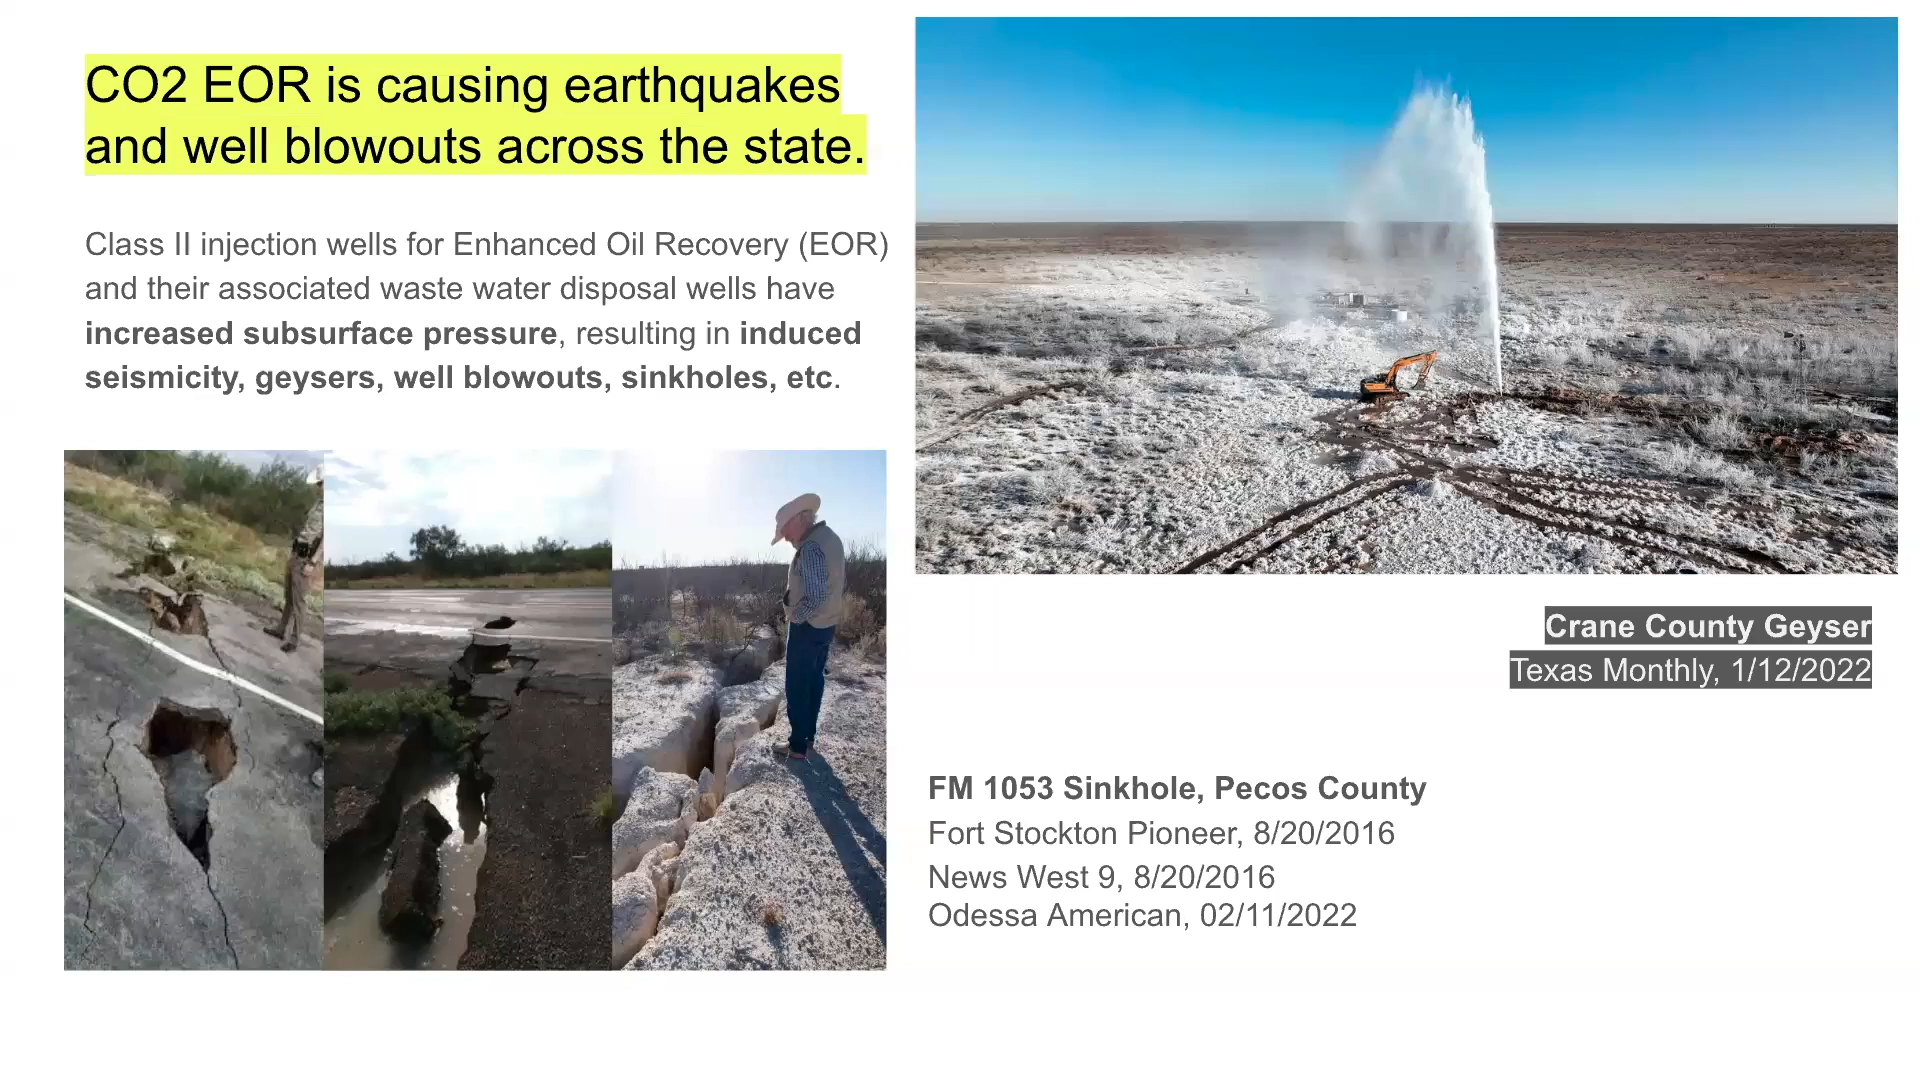 CO2 EOR is causing earthquakes
and well blowouts across the state.
Class II injection wells for Enhanced Oil Recovery (EOR)
and their associated waste water disposal wells have
increased subsurface pressure, resulting in induced
seismicity, geysers, well blowouts, sinkholes, etc.
Crane County Geyser
Texas Monthly, 1/12/2022
FM 1053 Sinkhole, Pecos County
Fort Stockton Pioneer, 8/20/2016
News West 9, 8/20/2016
Odessa American, 02/11/2022